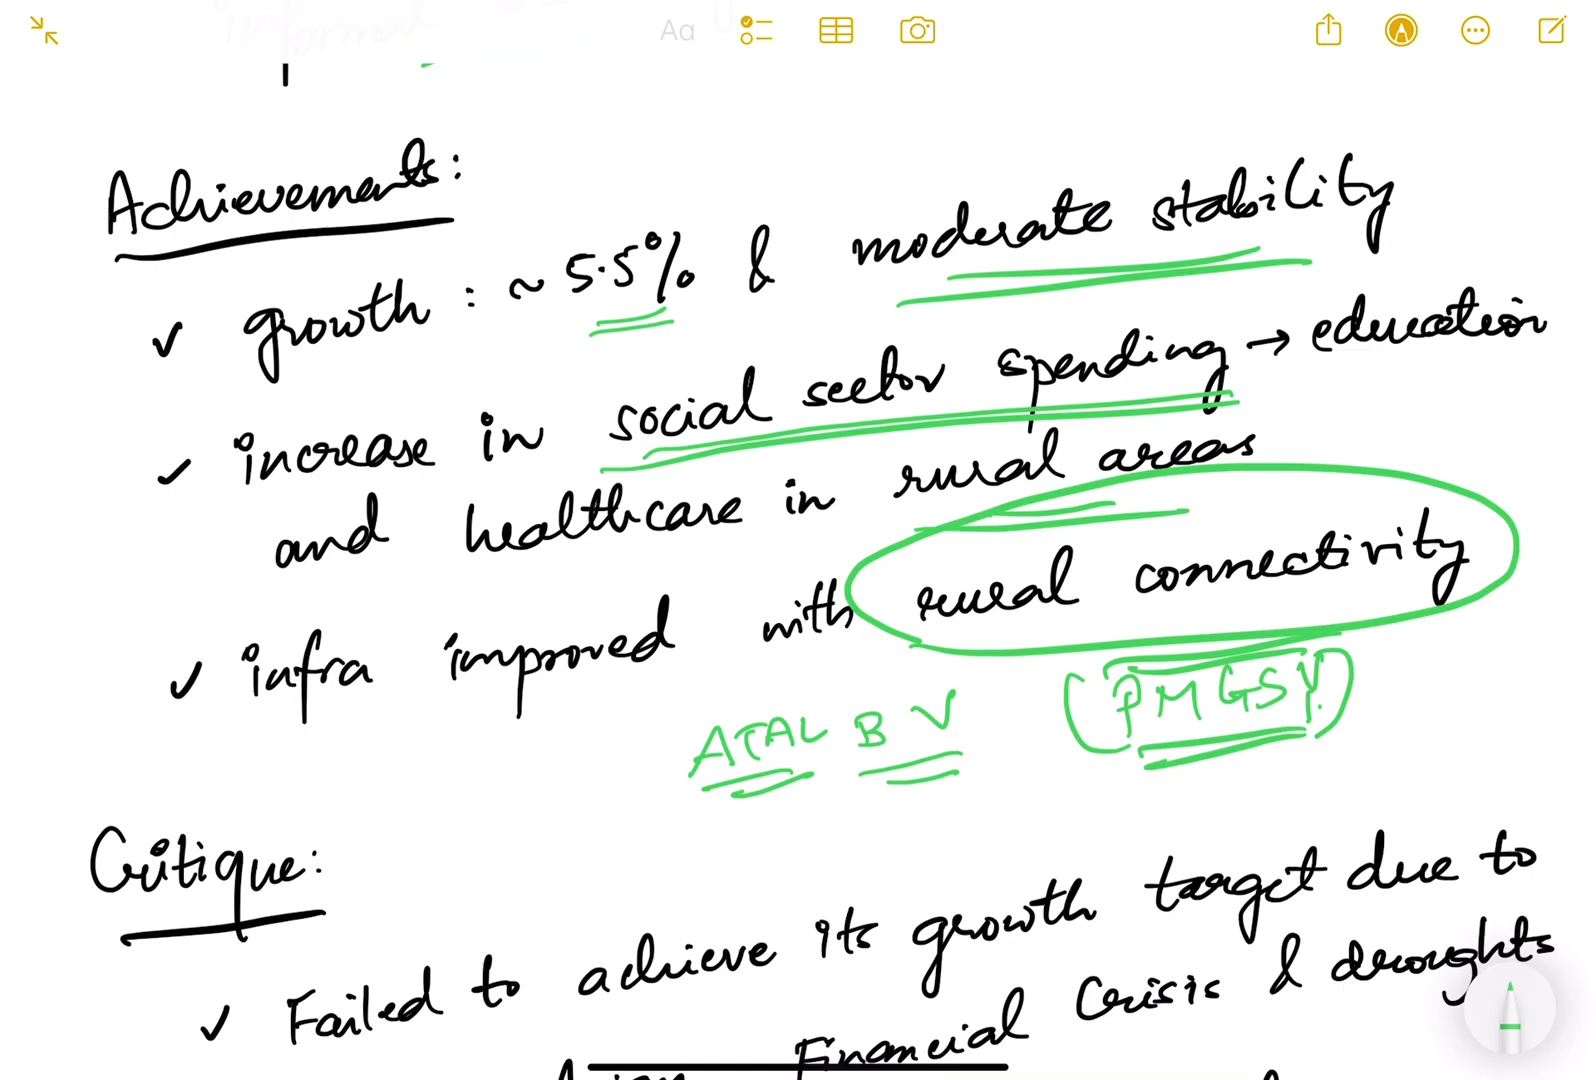 Aa
Achievements:
✓ growth : ~ 5.5% & moderate stability
✓ increase in social sector spending → education
and healthcare in rural areas
✓ infra improved with rural connectivity
ATAL B V (PMGSY)
Critique:
✓ Failed to achieve its growth target due to
Financial Crisis & droughts